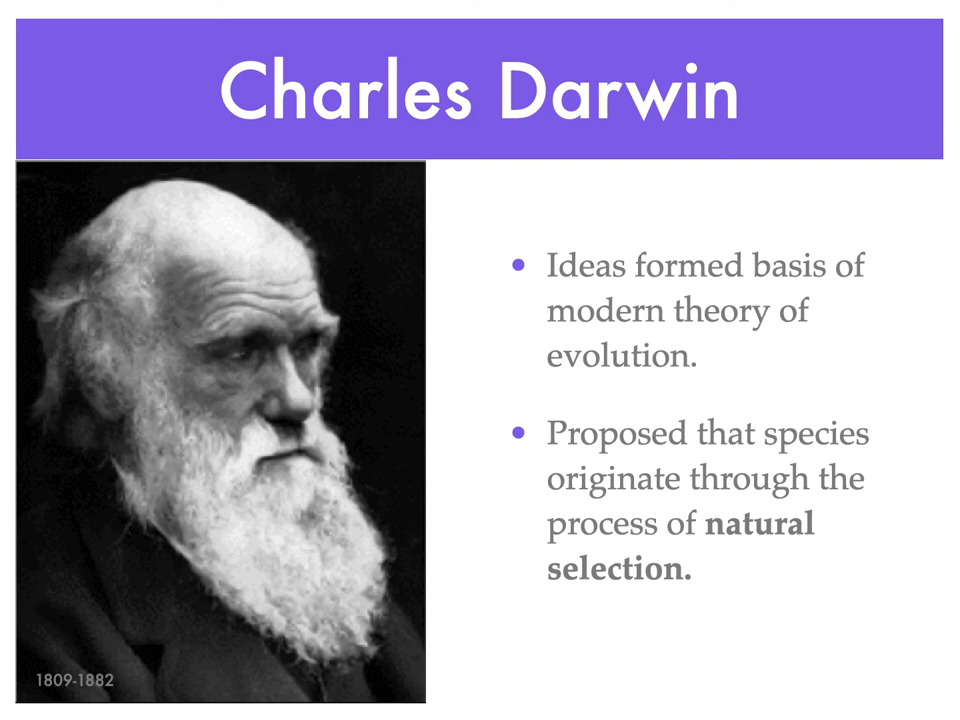 Charles Darwin
• Ideas formed basis of
modern theory of
evolution.
• Proposed that species
originate through the
process of natural
selection.
1809-1882